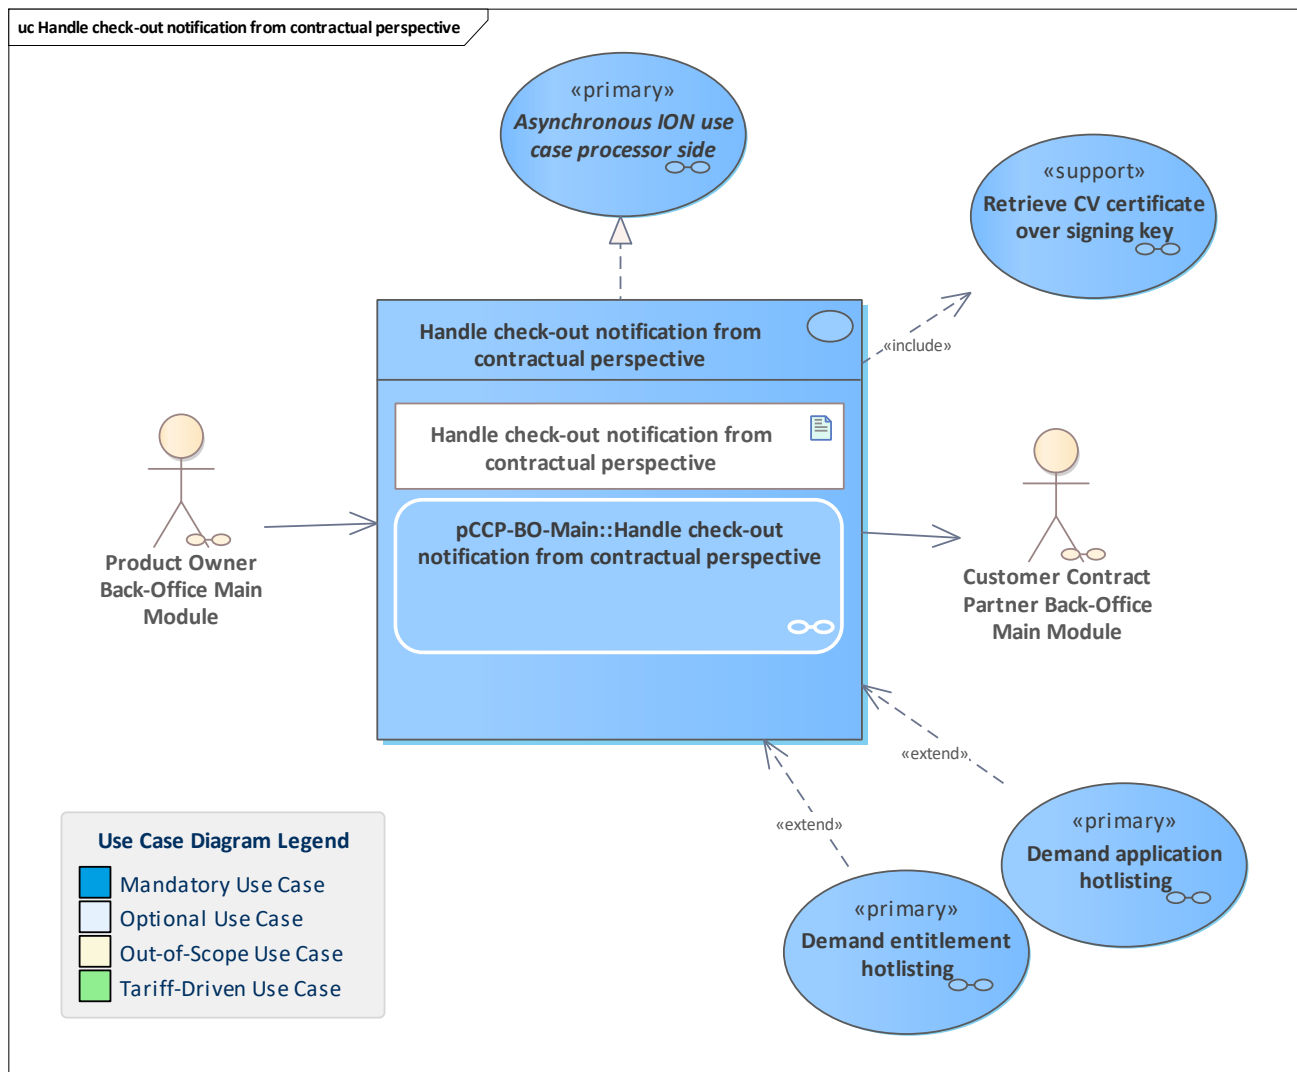 uc Handle check-out notification from contractual perspective
«primary»
Asynchronous ION use
case processor side
«support»
Retrieve CV certificate
over signing key
Handle check-out notification from
contractual perspective
«include»
Handle check-out notification from
contractual perspective
pCCP-BO-Main::Handle check-out
notification from contractual perspective
Product Owner
Back-Office Main
Module
Customer Contract
Partner Back-Office
Main Module
«extend»
«extend»
«primary»
Demand application
hotlisting
«primary»
Demand entitlement
hotlisting
Use Case Diagram Legend
Mandatory Use Case
Optional Use Case
Out-of-Scope Use Case
Tariff-Driven Use Case